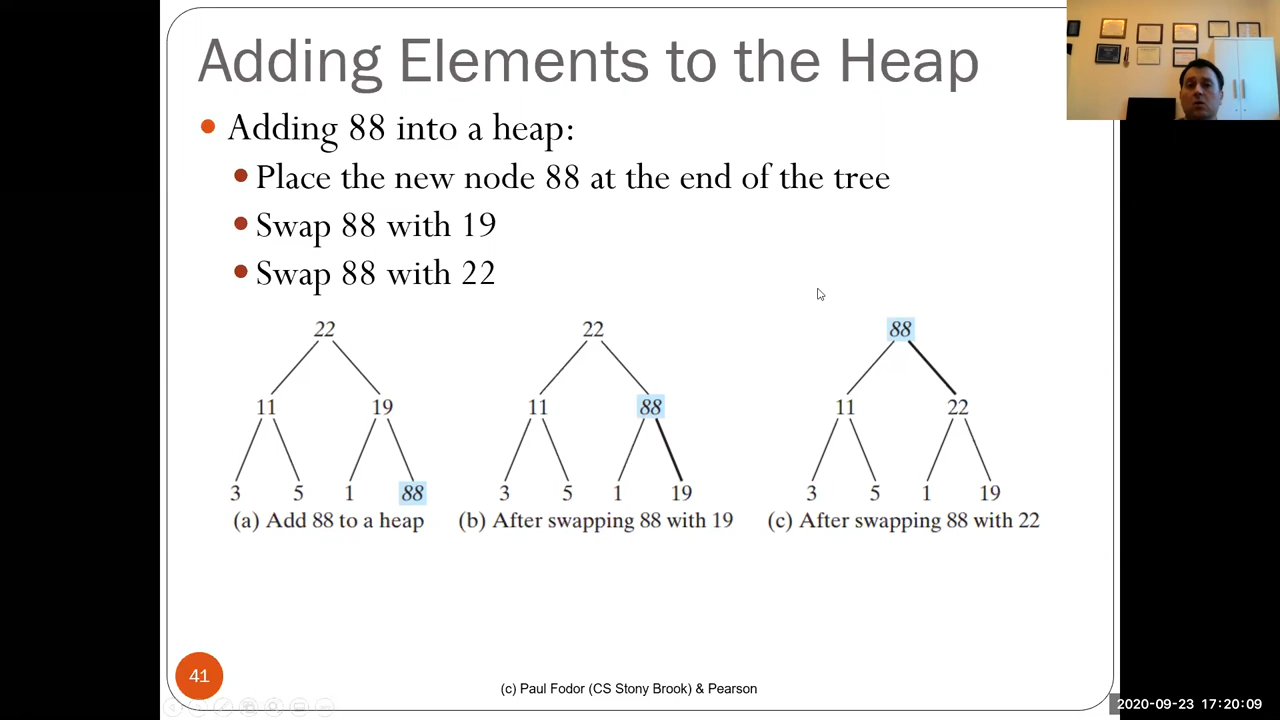 Adding Elements to the Heap
Adding 88 into a heap:
Place the new node 88 at the end of the tree
Swap 88 with 19
Swap 88 with 22
22 22 88
11 19 11 88 11 22
3 5 1 88 3 5 1 19 3 5 1 19
(a) Add 88 to a heap (b) After swapping 88 with 19 (c) After swapping 88 with 22
41
(c) Paul Fodor (CS Stony Brook) & Pearson
2020-09-23 17:20:09